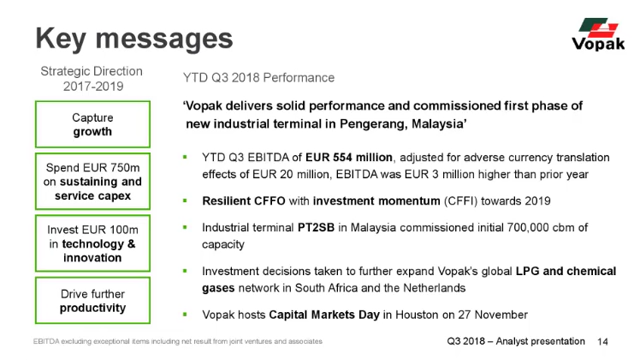 Key messages
Vopak
Strategic Direction
2017-2019
Capture
growth
Spend EUR 750m
on sustaining and
service capex
Invest EUR 100m
in technology &
innovation
Drive further
productivity
YTD Q3 2018 Performance
‘Vopak delivers solid performance and commissioned first phase of
new industrial terminal in Pengerang, Malaysia’
▪ YTD Q3 EBITDA of EUR 554 million, adjusted for adverse currency translation
effects of EUR 20 million, EBITDA was EUR 3 million higher than prior year
▪ Resilient CFFO with investment momentum (CFFI) towards 2019
▪ Industrial terminal PT2SB in Malaysia commissioned initial 700,000 cbm of
capacity
▪ Investment decisions taken to further expand Vopak's global LPG and chemical
gases network in South Africa and the Netherlands
▪ Vopak hosts Capital Markets Day in Houston on 27 November
EBITDA excluding exceptional items including net result from joint ventures and associates
Q3 2018 – Analyst presentation 14